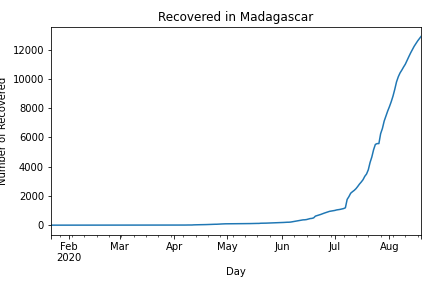 Recovered in Madagascar
Number of Recovered
12000
10000
8000
6000
4000
2000
0
Feb
2020
Mar
Apr
May
Jun
Jul
Aug
Day